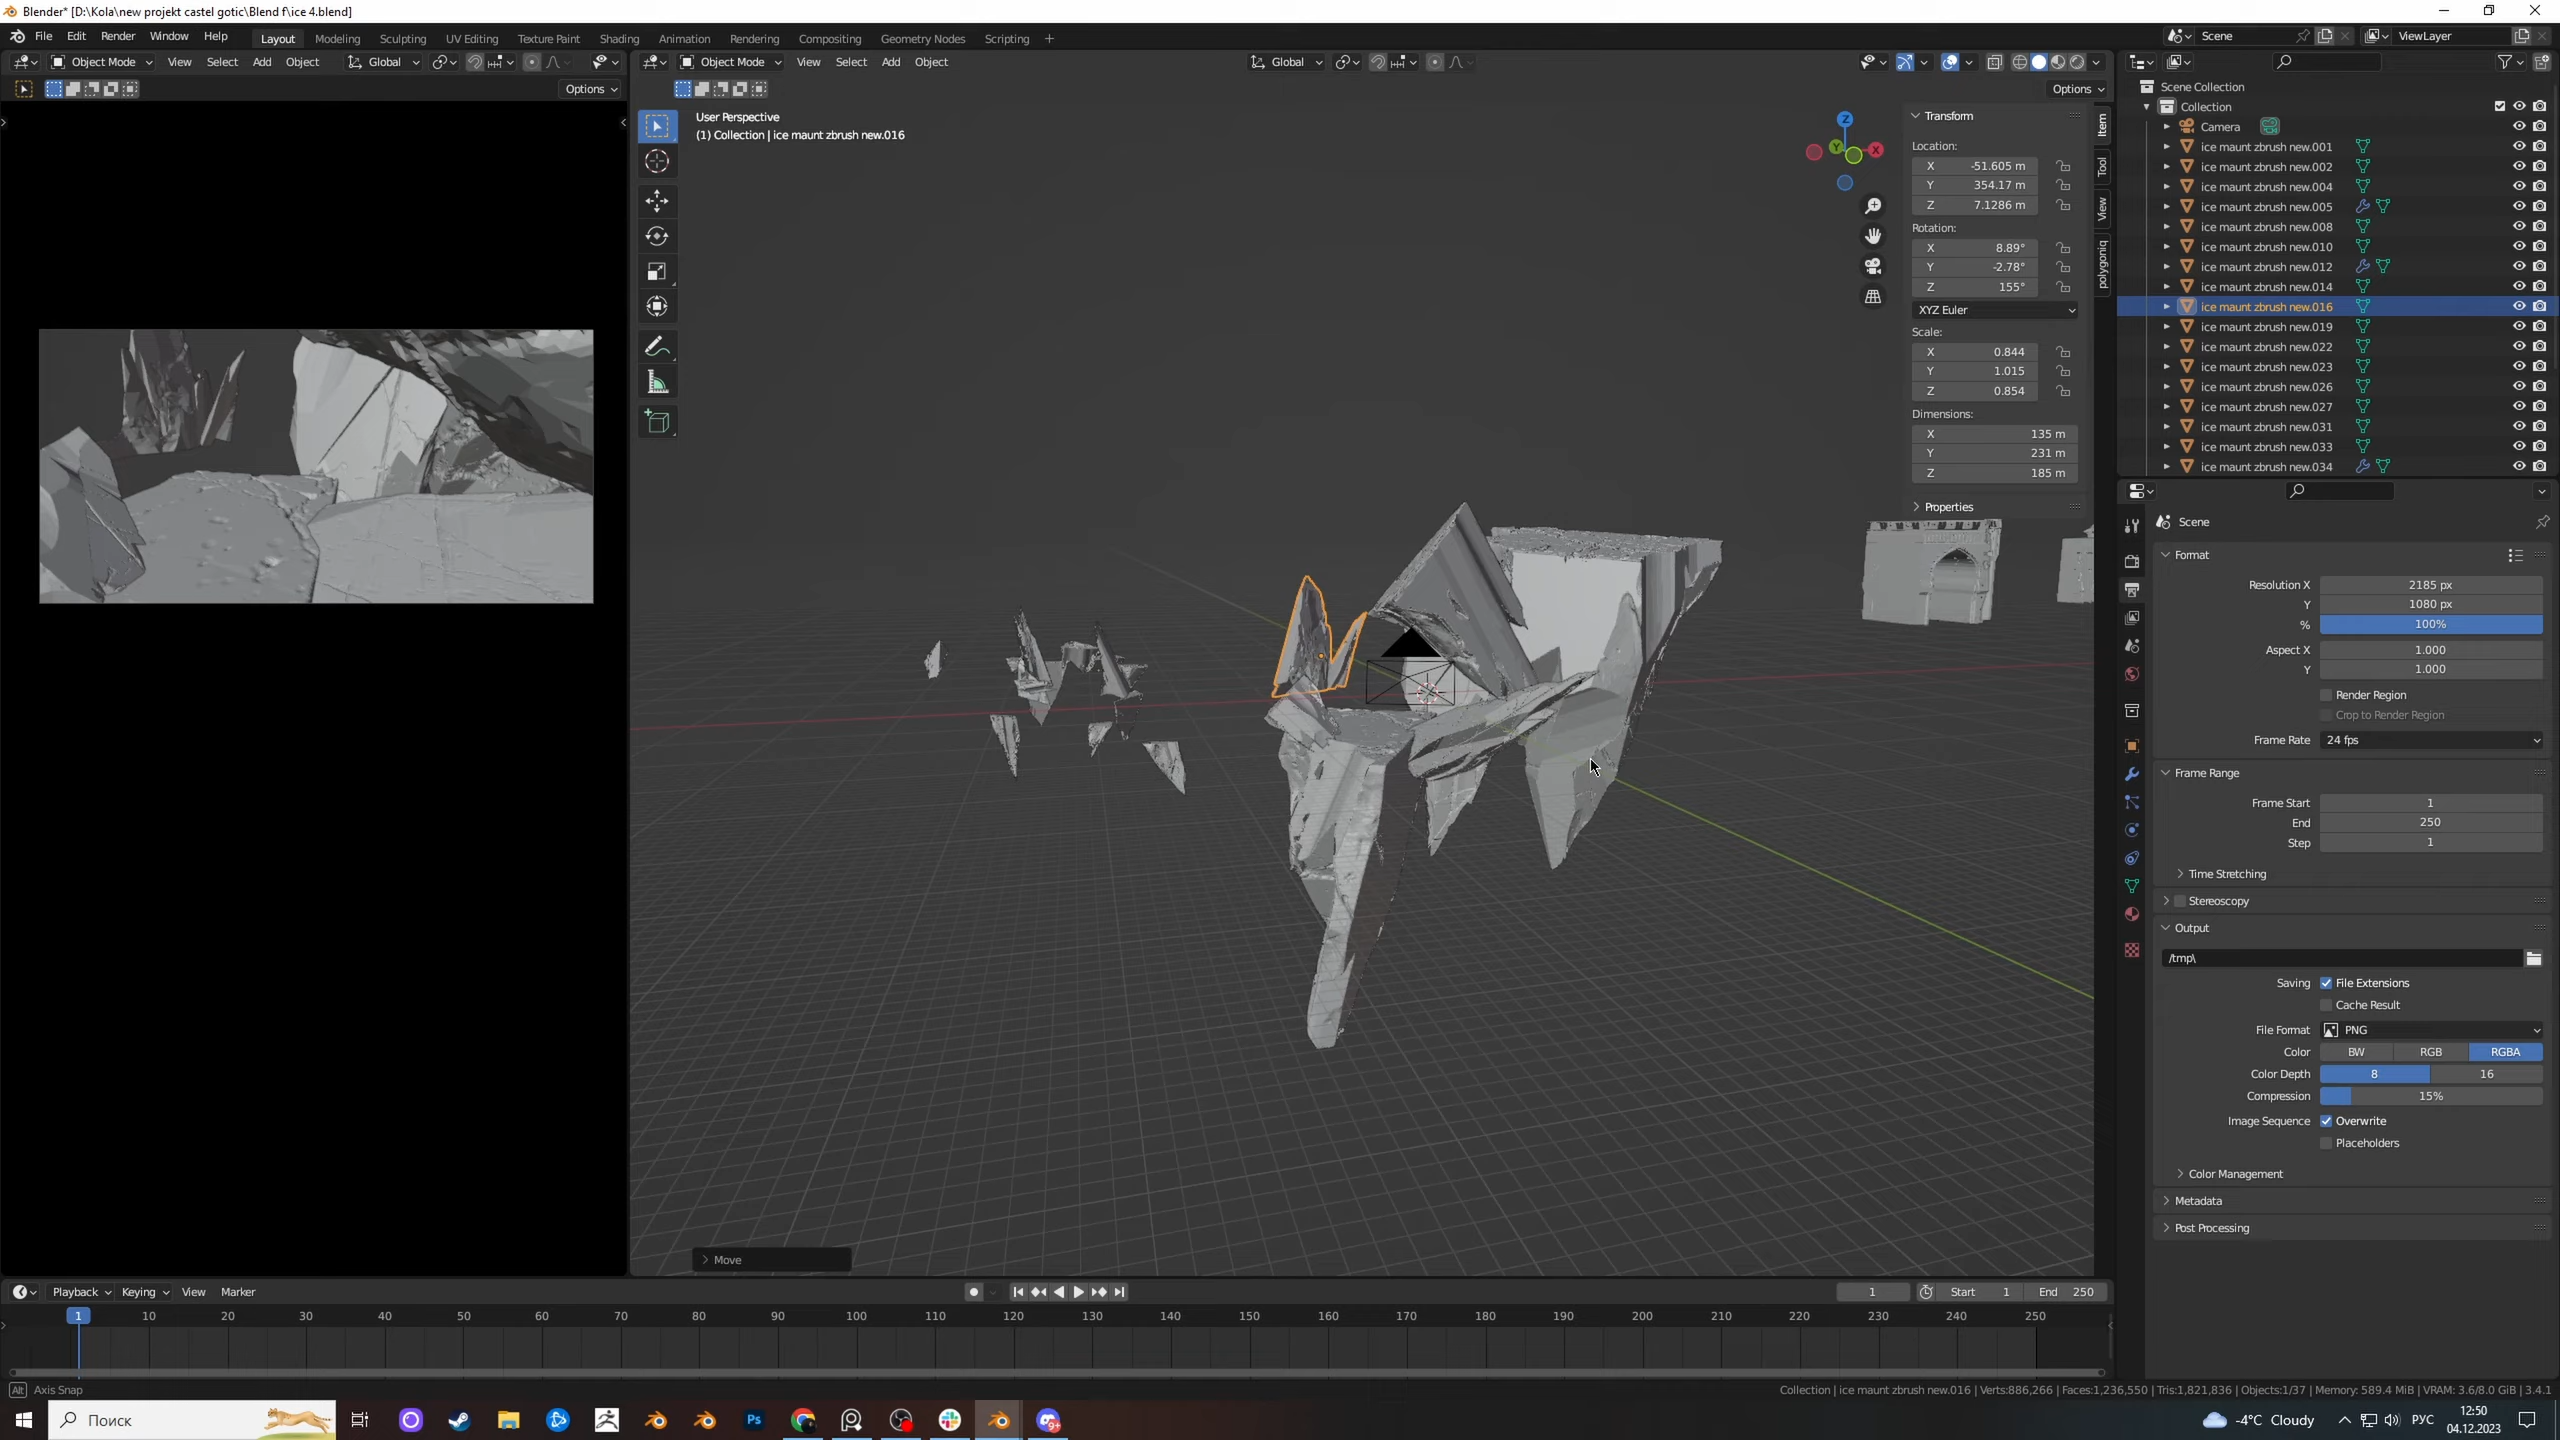 Blender* [D:\Kola\new projekt castel gotic\Blend f\ice 4.blend]
File Edit Render Window Help Layout Modeling Sculpting UV Editing Texture Paint Shading Animation Rendering Compositing Geometry Nodes Scripting + Scene ViewLayer
Object Mode View Select Add Object Global
Object Mode View Select Add Object Global
Options
Options
User Perspective
(1) Collection | ice maunt zbrush new.016
Z
Y
X
Transform
Location:
X -51.605 m
Y 354.17 m
Z 7.1286 m
Rotation:
X 8.89°
Y -2.78°
Z 155°
XYZ Euler
Scale:
X 0.844
Y 1.015
Z 0.854
Dimensions:
X 135 m
Y 231 m
Z 185 m
Properties
Item
Tool
View
polygoniq
Scene Collection
Collection
Camera
ice maunt zbrush new.001
ice maunt zbrush new.002
ice maunt zbrush new.004
ice maunt zbrush new.005
ice maunt zbrush new.008
ice maunt zbrush new.010
ice maunt zbrush new.012
ice maunt zbrush new.014
ice maunt zbrush new.016
ice maunt zbrush new.019
ice maunt zbrush new.022
ice maunt zbrush new.023
ice maunt zbrush new.026
ice maunt zbrush new.027
ice maunt zbrush new.031
ice maunt zbrush new.033
ice maunt zbrush new.034
Scene
Format
Resolution X 2185 px
Y 1080 px
% 100%
Aspect X 1.000
Y 1.000
Render Region
Crop to Render Region
Frame Rate 24 fps
Frame Range
Frame Start 1
End 250
Step 1
Time Stretching
Stereoscopy
Output
/tmp\
Saving File Extensions
Cache Result
File Format PNG
Color BW RGB RGBA
Color Depth 8 16
Compression 15%
Image Sequence Overwrite
Placeholders
Color Management
Metadata
Post Processing
Move
Playback Keying View Marker
1 Start 1 End 250
1 10 20 30 40 50 60 70 80 90 100 110 120 130 140 150 160 170 180 190 200 210 220 230 240 250
Alt Axis Snap
Collection | ice maunt zbrush new.016 | Verts:886,266 | Faces:1,236,550 | Tris:1,821,836 | Objects:1/37 | Memory: 589.4 MiB | VRAM: 3.6/8.0 GiB | 3.4.1
Поиск
Ps
9+
-4°C Cloudy
РУС
12:50
04.12.2023